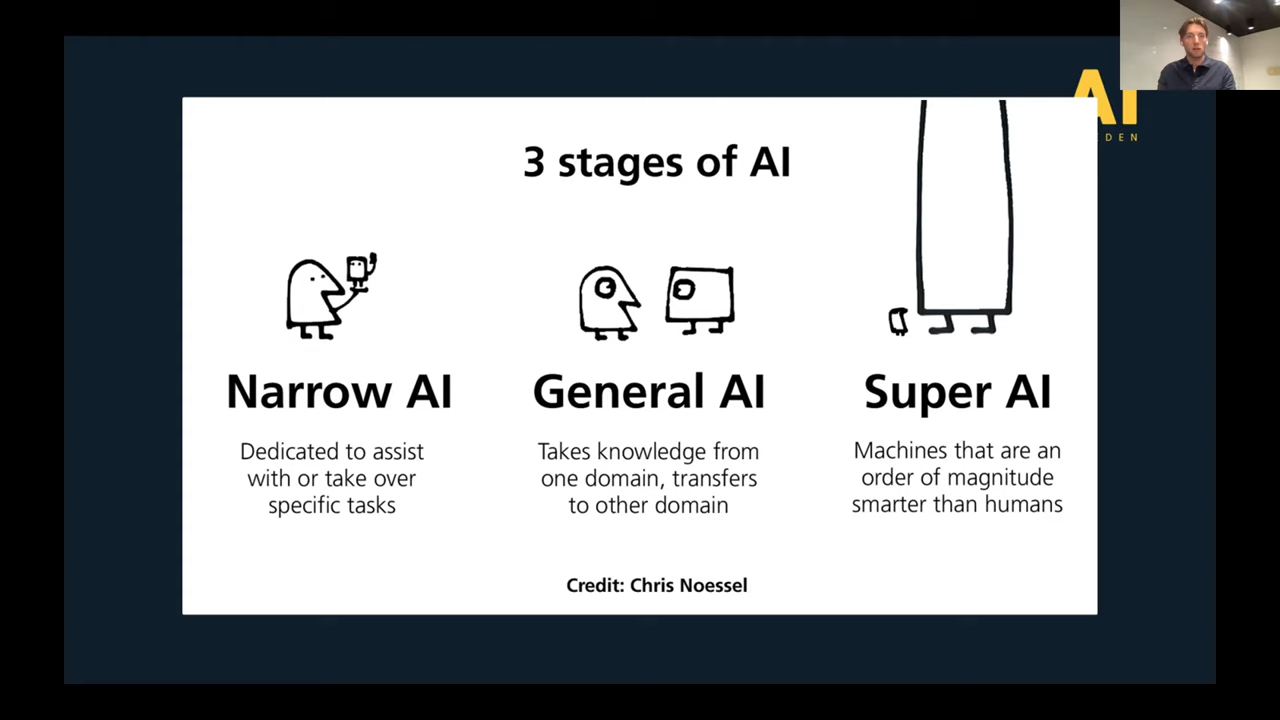 AI
DEN
3 stages of AI
Narrow AI
Dedicated to assist
with or take over
specific tasks
General AI
Takes knowledge from
one domain, transfers
to other domain
Super AI
Machines that are an
order of magnitude
smarter than humans
Credit: Chris Noessel